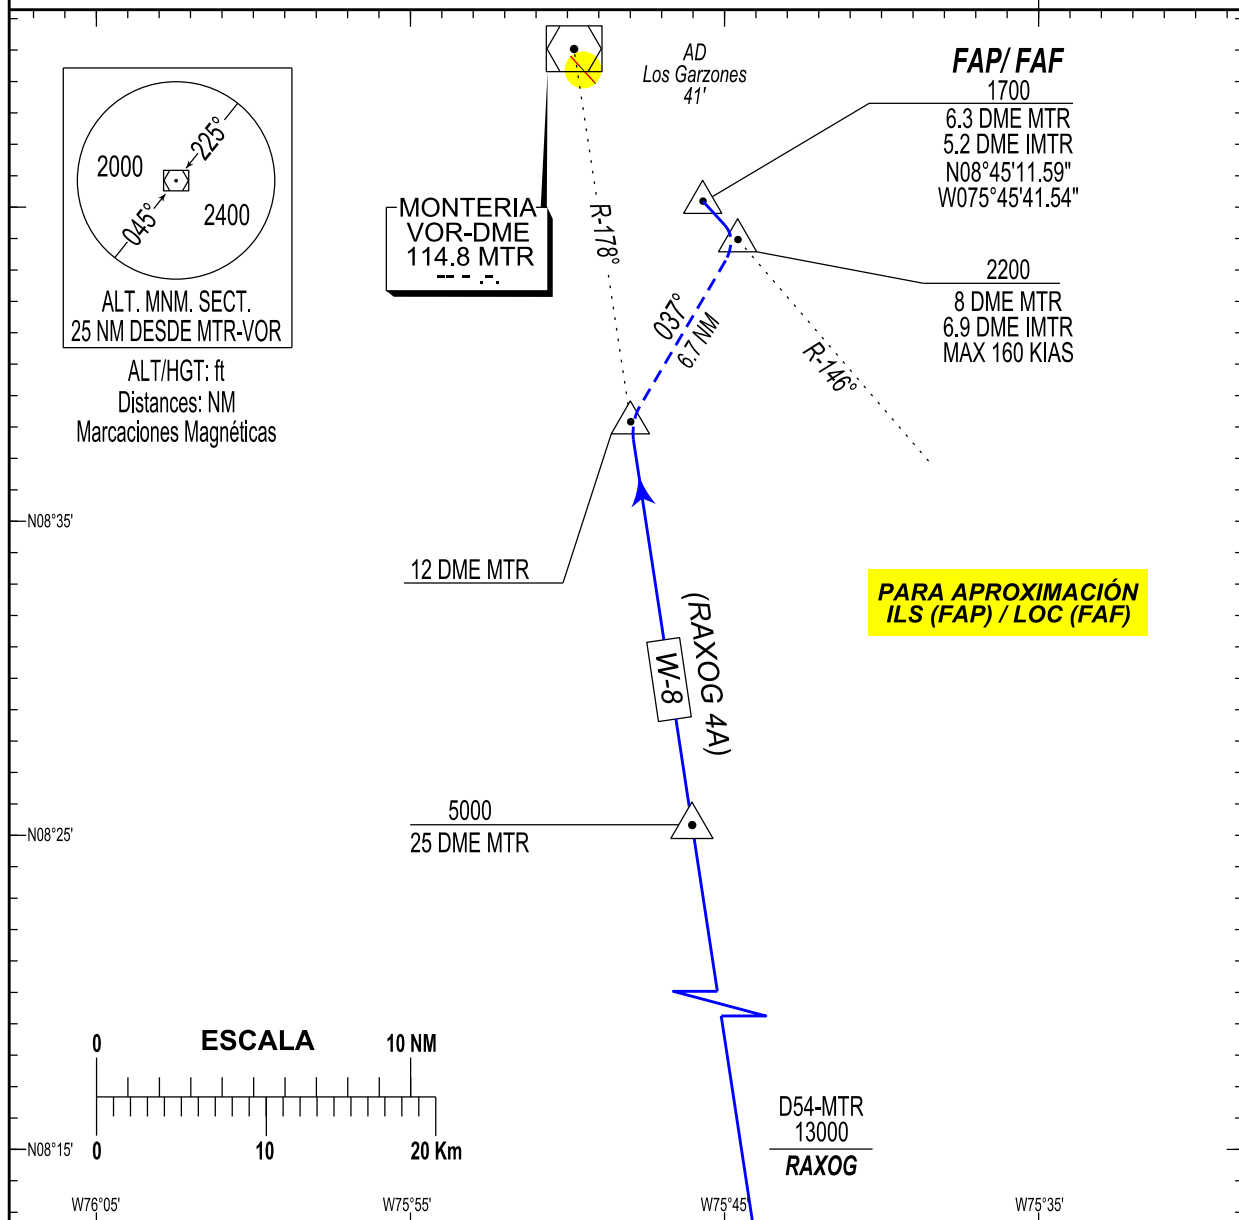 AD
Los Garzones
41'
FAP/ FAF
1700
6.3 DME MTR
5.2 DME IMTR
N08°45'11.59"
W075°45'41.54"
2000
225°
045°
2400
ALT. MNM. SECT.
25 NM DESDE MTR-VOR
ALT/HGT: ft
Distances: NM
Marcaciones Magnéticas
MONTERIA
VOR-DME
114.8 MTR
R-178°
037°
6.7 NM
2200
8 DME MTR
6.9 DME IMTR
MAX 160 KIAS
R-146°
N08°35'
12 DME MTR
PARA APROXIMACIÓN
ILS (FAP) / LOC (FAF)
W-8
(RAXOG 4A)
5000
25 DME MTR
N08°25'
ESCALA
0
10 NM
0
10
20 Km
D54-MTR
13000
RAXOG
N08°15'
W76°05'
W75°55'
W75°45'
W75°35'